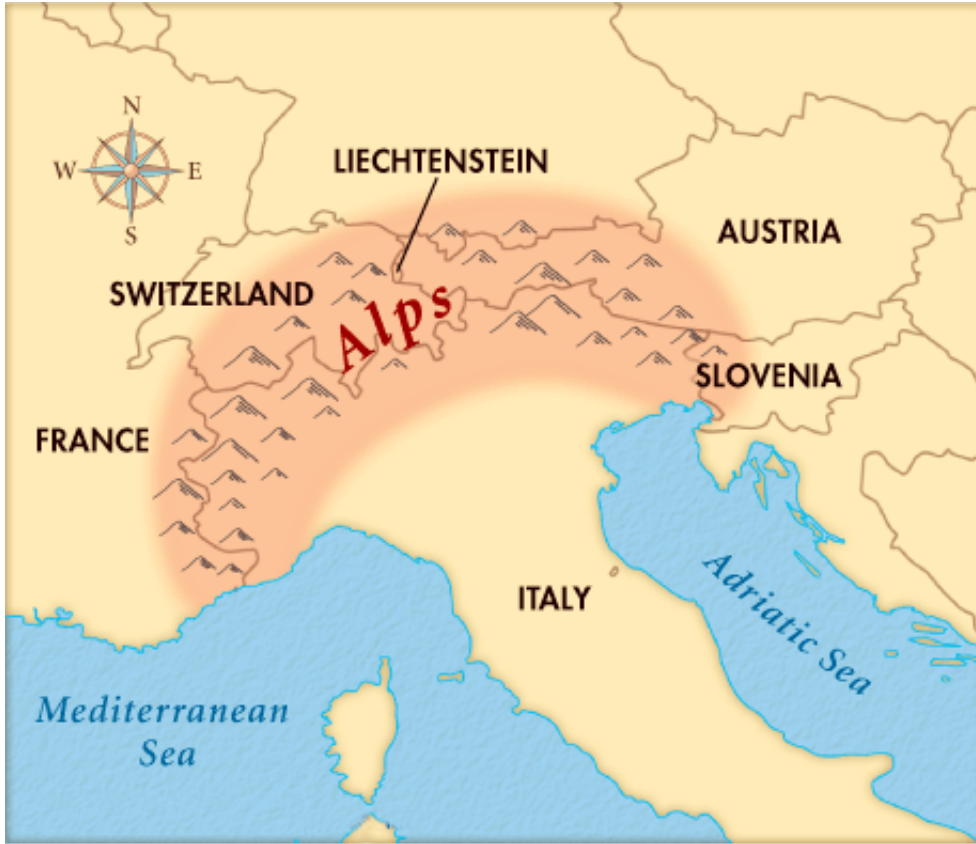 N
W
E
S
LIECHTENSTEIN
AUSTRIA
SWITZERLAND
Alps
SLOVENIA
FRANCE
ITALY
Adriatic Sea
Mediterranean
Sea